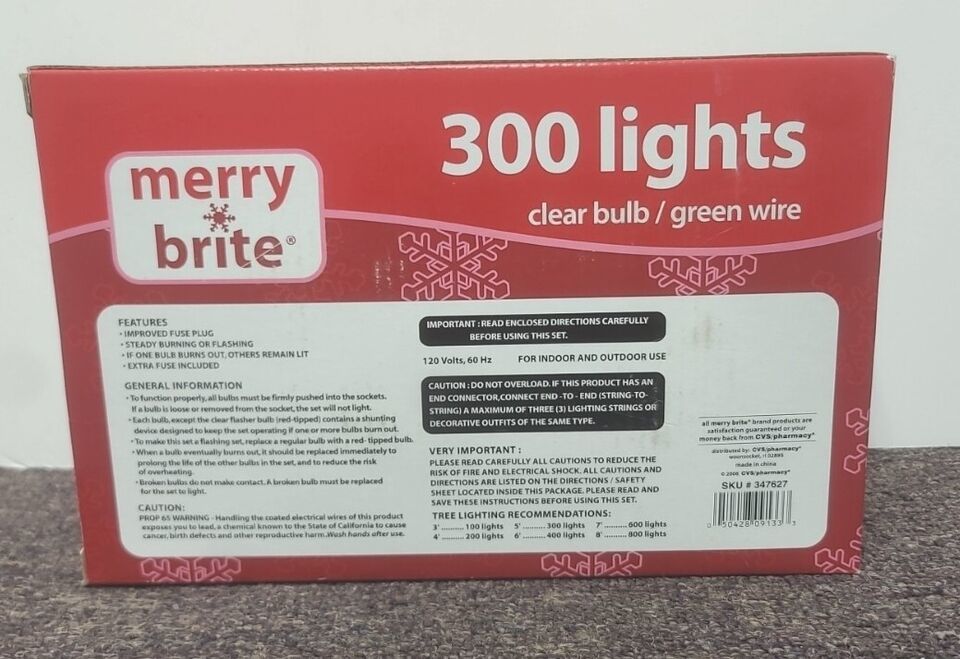 merry
brite®
300 lights
clear bulb / green wire
FEATURES
• IMPROVED FUSE PLUG
• STEADY BURNING OR FLASHING
• IF ONE BULB BURNS OUT, OTHERS REMAIN LIT
• EXTRA FUSE INCLUDED
GENERAL INFORMATION
• To function properly, all bulbs must be firmly pushed into the sockets.
If a bulb is loose or removed from the socket, the set will not light.
• Each bulb, except the clear flasher bulb (red-tipped) contains a shunting
device designed to keep the set operating if one or more bulbs burn out.
• To make this set a flashing set, replace a regular bulb with a red- tipped bulb.
• When a bulb eventually burns out, it should be replaced immediately to
prolong the life of the other bulbs in the set, and to reduce the risk
of overheating.
• Broken bulbs do not make contact. A broken bulb must be replaced
for the set to light.
CAUTION:
PROP 65 WARNING - Handling the coated electrical wires of this product
exposes you to lead, a chemical known to the State of California to cause
cancer, birth defects and other reproductive harm. Wash hands after use.
IMPORTANT : READ ENCLOSED DIRECTIONS CAREFULLY
BEFORE USING THIS SET.
120 Volts, 60 Hz FOR INDOOR AND OUTDOOR USE
CAUTION : DO NOT OVERLOAD. IF THIS PRODUCT HAS AN
END CONNECTOR, CONNECT END - TO - END (STRING-TO-
STRING) A MAXIMUM OF THREE (3) LIGHTING STRINGS OR
DECORATIVE OUTFITS OF THE SAME TYPE.
VERY IMPORTANT :
PLEASE READ CAREFULLY ALL CAUTIONS TO REDUCE THE
RISK OF FIRE AND ELECTRICAL SHOCK. ALL CAUTIONS AND
DIRECTIONS ARE LISTED ON THE DIRECTIONS / SAFETY
SHEET LOCATED INSIDE THIS PACKAGE. PLEASE READ AND
SAVE THESE INSTRUCTIONS BEFORE USING THIS SET.
TREE LIGHTING RECOMMENDATIONS:
3' .......... 100 lights 5' .......... 300 lights 7' .......... 600 lights
4' .......... 200 lights 6' .......... 400 lights 8' .......... 800 lights
all merry brite® brand products are
satisfaction guaranteed or your
money back from CVS/pharmacy®
distributed by: CVS/pharmacy®
woonsocket, ri 02895
made in china
© 2008 CVS/pharmacy®
SKU # 347627
0 50428 09133 3